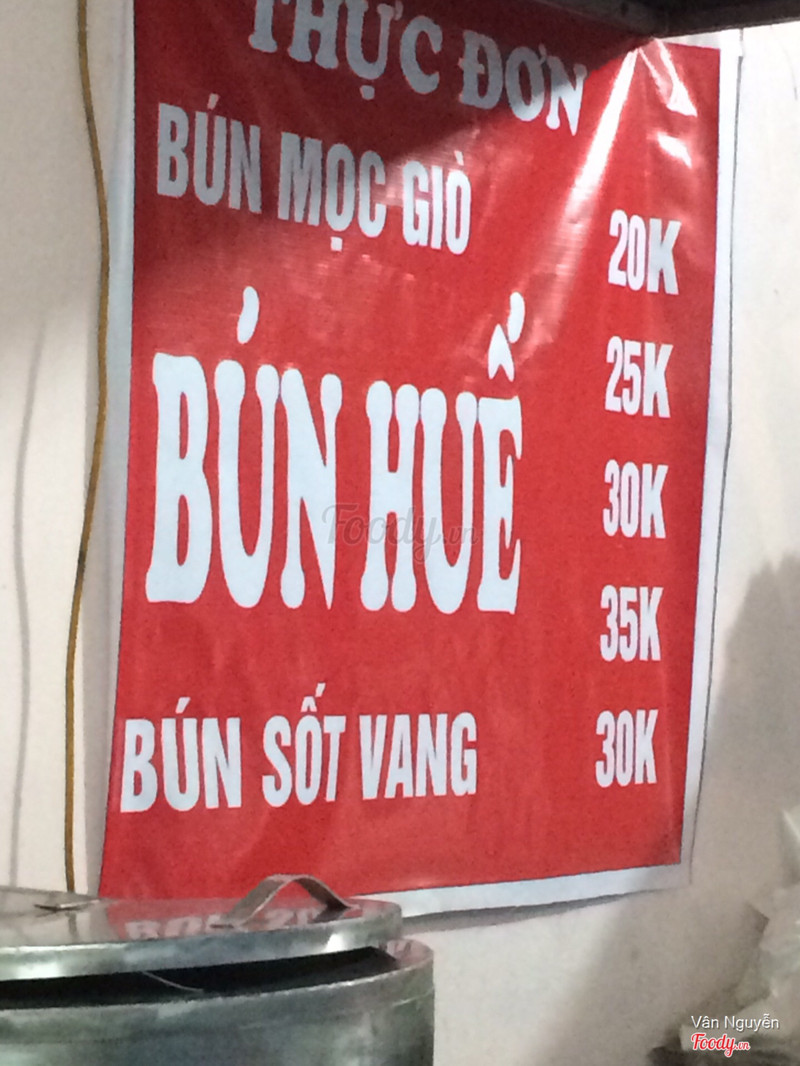 THỰC ĐƠN
BÚN MỌC GIÒ
20K
25K
BÚN HUẾ
30K
35K
BÚN SỐT VANG
30K
Foody.vn
Vân Nguyễn
Foody.vn